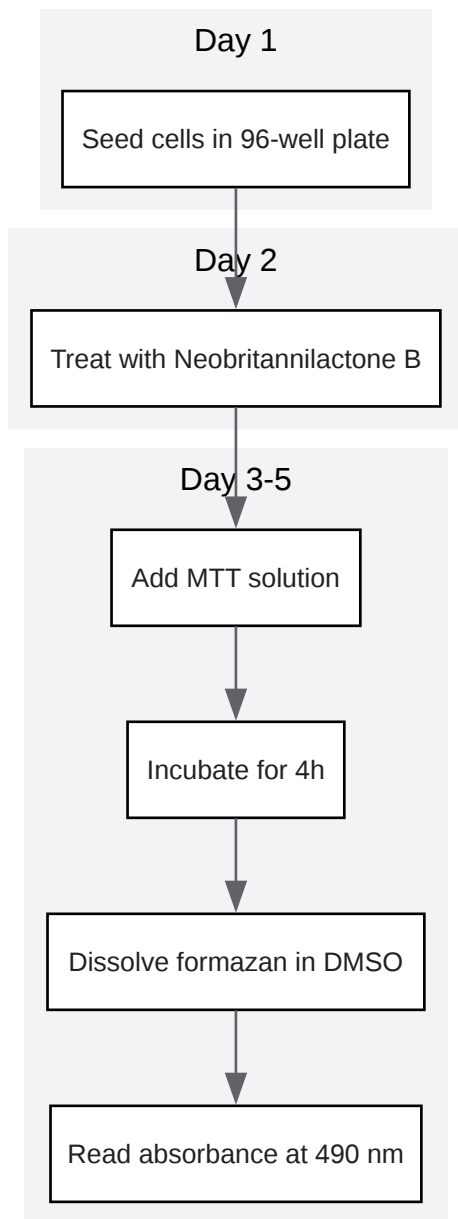 Day 1
Seed cells in 96-well plate
Day 2
Treat with Neobritannilactone B
Day 3-5
Add MTT solution
Incubate for 4h
Dissolve formazan in DMSO
Read absorbance at 490 nm